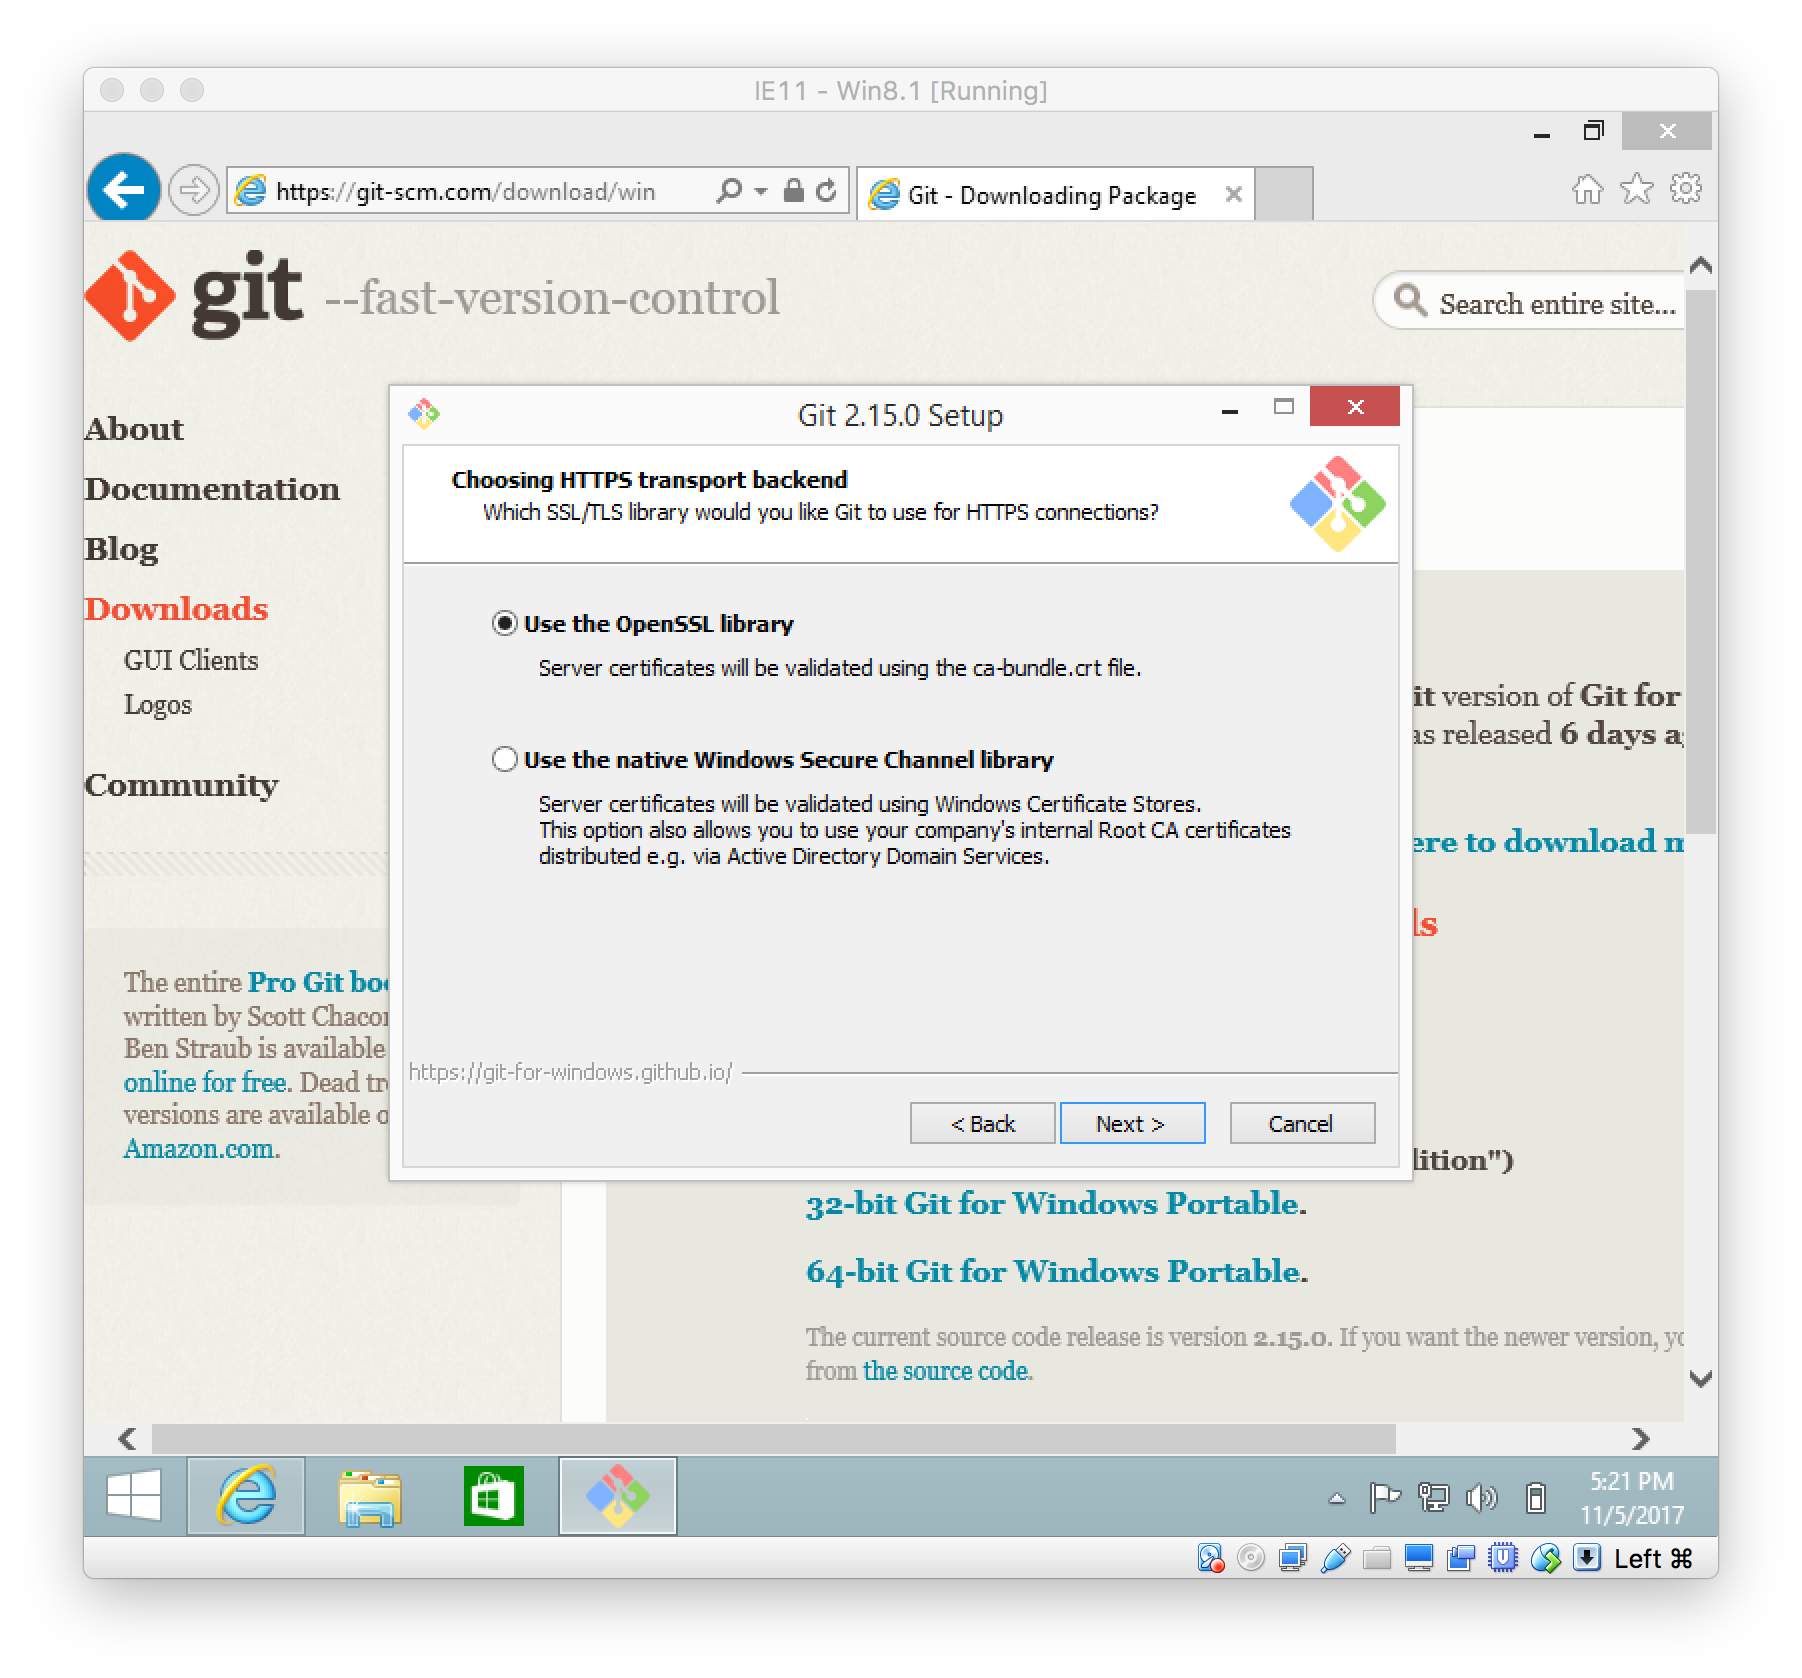 IE11 - Win8.1 [Running]
https://git-scm.com/download/win
Git - Downloading Package
git --fast-version-control
Search entire site...
About
Documentation
Blog
Downloads
GUI Clients
Logos
Community
The entire Pro Git
written by Scott
Ben Straub is available
online for free. Dead
versions are available
Amazon.com.
Git 2.15.0 Setup
Choosing HTTPS transport backend
Which SSL/TLS library would you like Git to use for HTTPS connections?
Use the OpenSSL library
Server certificates will be validated using the ca-bundle.crt file.
Use the native Windows Secure Channel library
Server certificates will be validated using Windows Certificate Stores.
This option also allows you to use your company's internal Root CA certificates
distributed e.g. via Active Directory Domain Services.
https://git-for-windows.github.io/
< Back
Next >
Cancel
version of Git for
released 6 days
to download
32-bit Git for Windows Portable.
64-bit Git for Windows Portable.
The current source code release is version 2.15.0. If you want the newer version,
from the source code.
5:21 PM
11/5/2017
Left ⌘